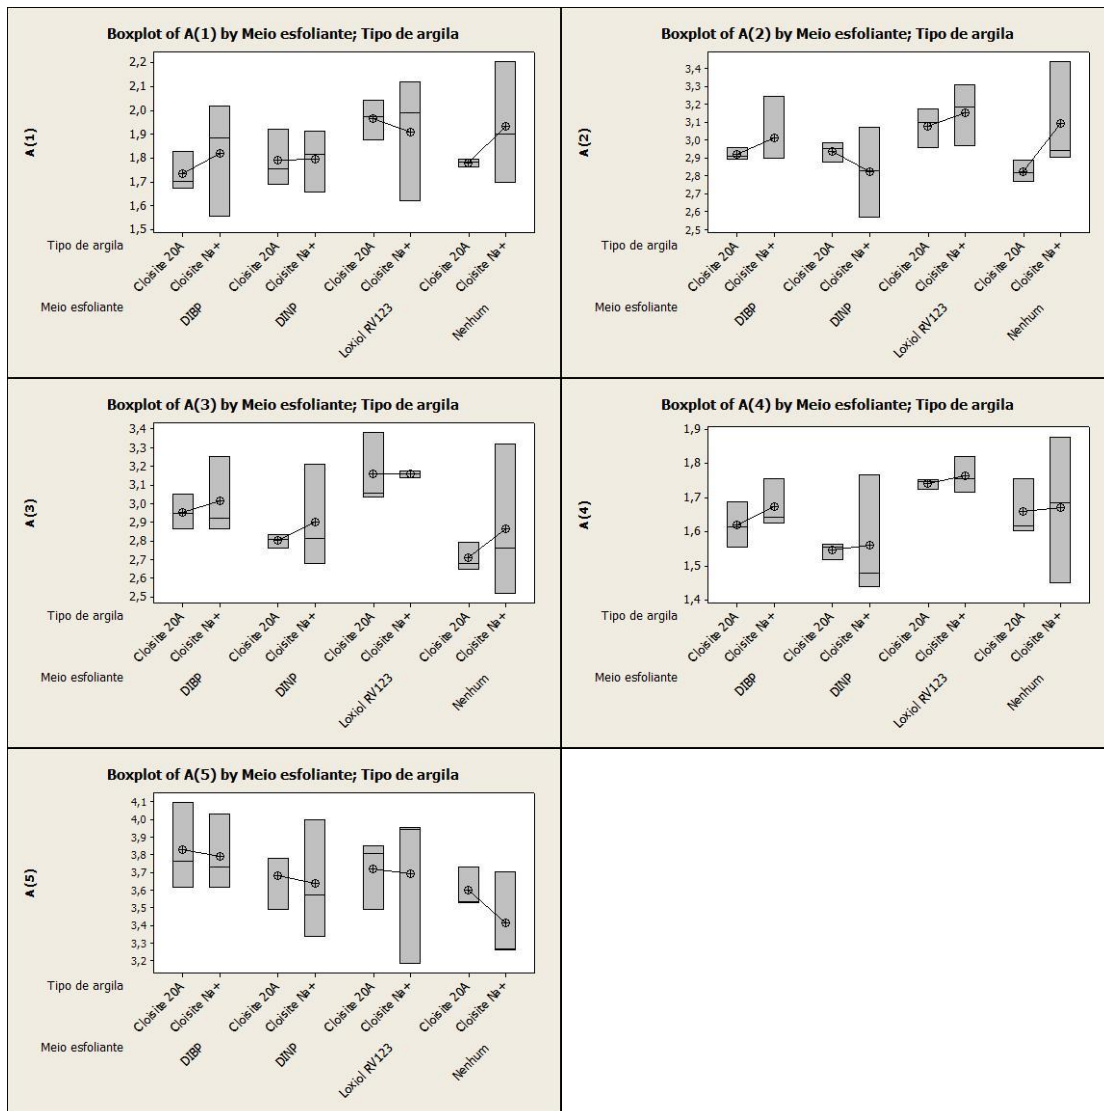 Boxplot of A(1) by Meio esfoliante; Tipo de argila
A(1)
2,2
2,1
2,0
1,9
1,8
1,7
1,6
1,5
Tipo de argila
Cloisite 20A
Cloisite Na+
Cloisite 20A
Cloisite Na+
Cloisite 20A
Cloisite Na+
Cloisite 20A
Cloisite Na+
Meio esfoliante
DIBP
DINP
Loxiol RV123
Nenhum
Boxplot of A(2) by Meio esfoliante; Tipo de argila
A(2)
3,4
3,3
3,2
3,1
3,0
2,9
2,8
2,7
2,6
2,5
Tipo de argila
Cloisite 20A
Cloisite Na+
Cloisite 20A
Cloisite Na+
Cloisite 20A
Cloisite Na+
Cloisite 20A
Cloisite Na+
Meio esfoliante
DIBP
DINP
Loxiol RV123
Nenhum
Boxplot of A(3) by Meio esfoliante; Tipo de argila
A(3)
3,4
3,3
3,2
3,1
3,0
2,9
2,8
2,7
2,6
2,5
Tipo de argila
Cloisite 20A
Cloisite Na+
Cloisite 20A
Cloisite Na+
Cloisite 20A
Cloisite Na+
Cloisite 20A
Cloisite Na+
Meio esfoliante
DIBP
DINP
Loxiol RV123
Nenhum
Boxplot of A(4) by Meio esfoliante; Tipo de argila
A(4)
1,9
1,8
1,7
1,6
1,5
1,4
Tipo de argila
Cloisite 20A
Cloisite Na+
Cloisite 20A
Cloisite Na+
Cloisite 20A
Cloisite Na+
Cloisite 20A
Cloisite Na+
Meio esfoliante
DIBP
DINP
Loxiol RV123
Nenhum
Boxplot of A(5) by Meio esfoliante; Tipo de argila
A(5)
4,1
4,0
3,9
3,8
3,7
3,6
3,5
3,4
3,3
3,2
Tipo de argila
Cloisite 20A
Cloisite Na+
Cloisite 20A
Cloisite Na+
Cloisite 20A
Cloisite Na+
Cloisite 20A
Cloisite Na+
Meio esfoliante
DIBP
DINP
Loxiol RV123
Nenhum